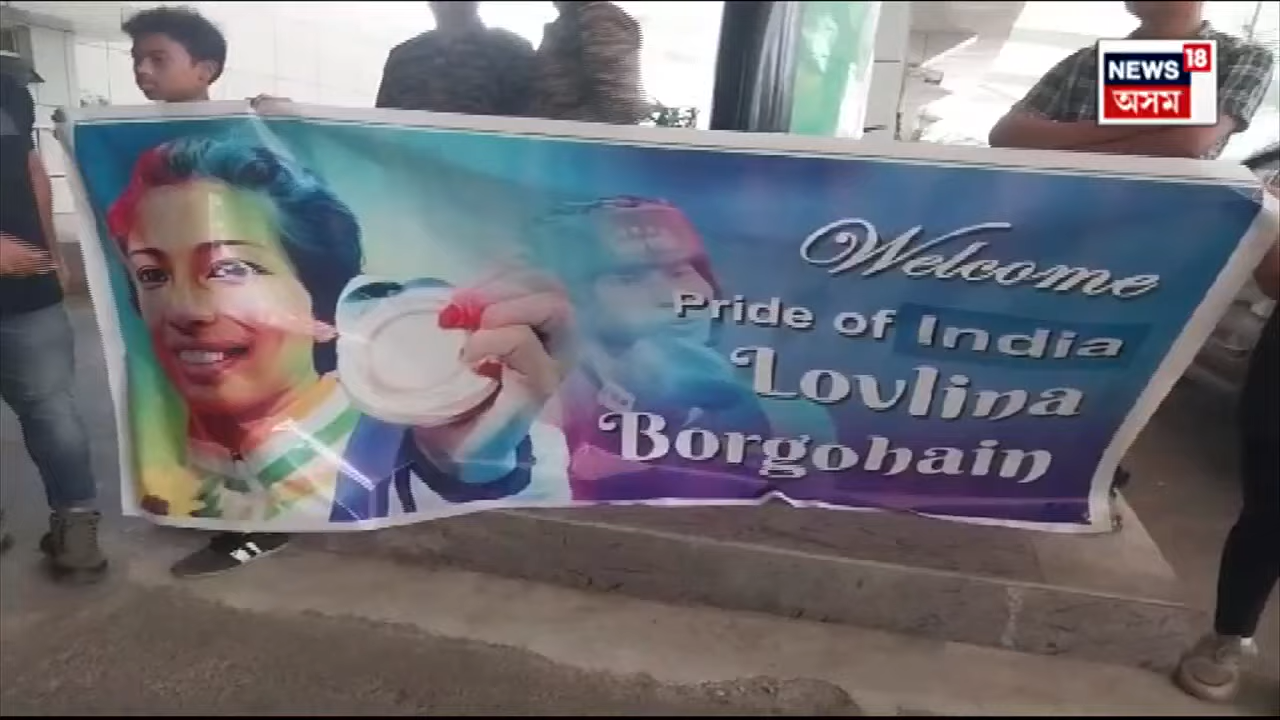 NEWS 18
অসম
Welcome
Pride of India
Lovlina
Borgohain